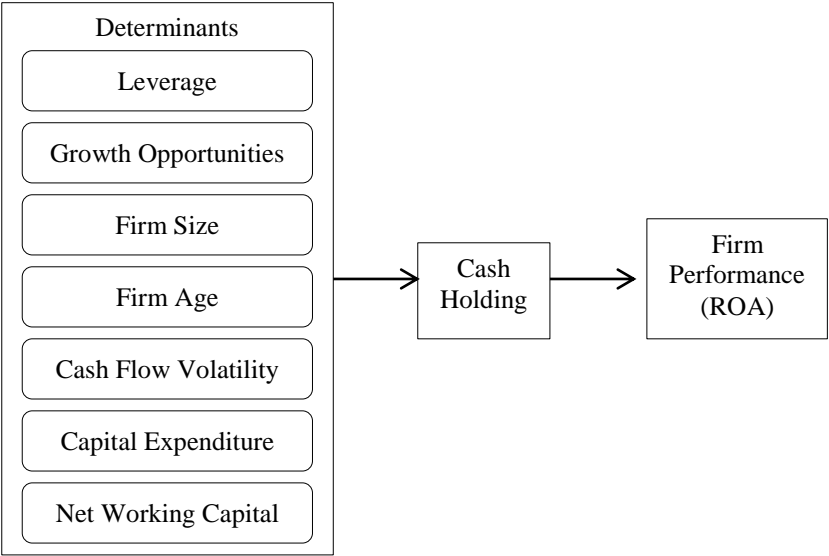 Determinants
Leverage
Growth Opportunities
Firm Size
Firm Age
Cash Flow Volatility
Capital Expenditure
Net Working Capital
Cash
Holding
Firm
Performance
(ROA)